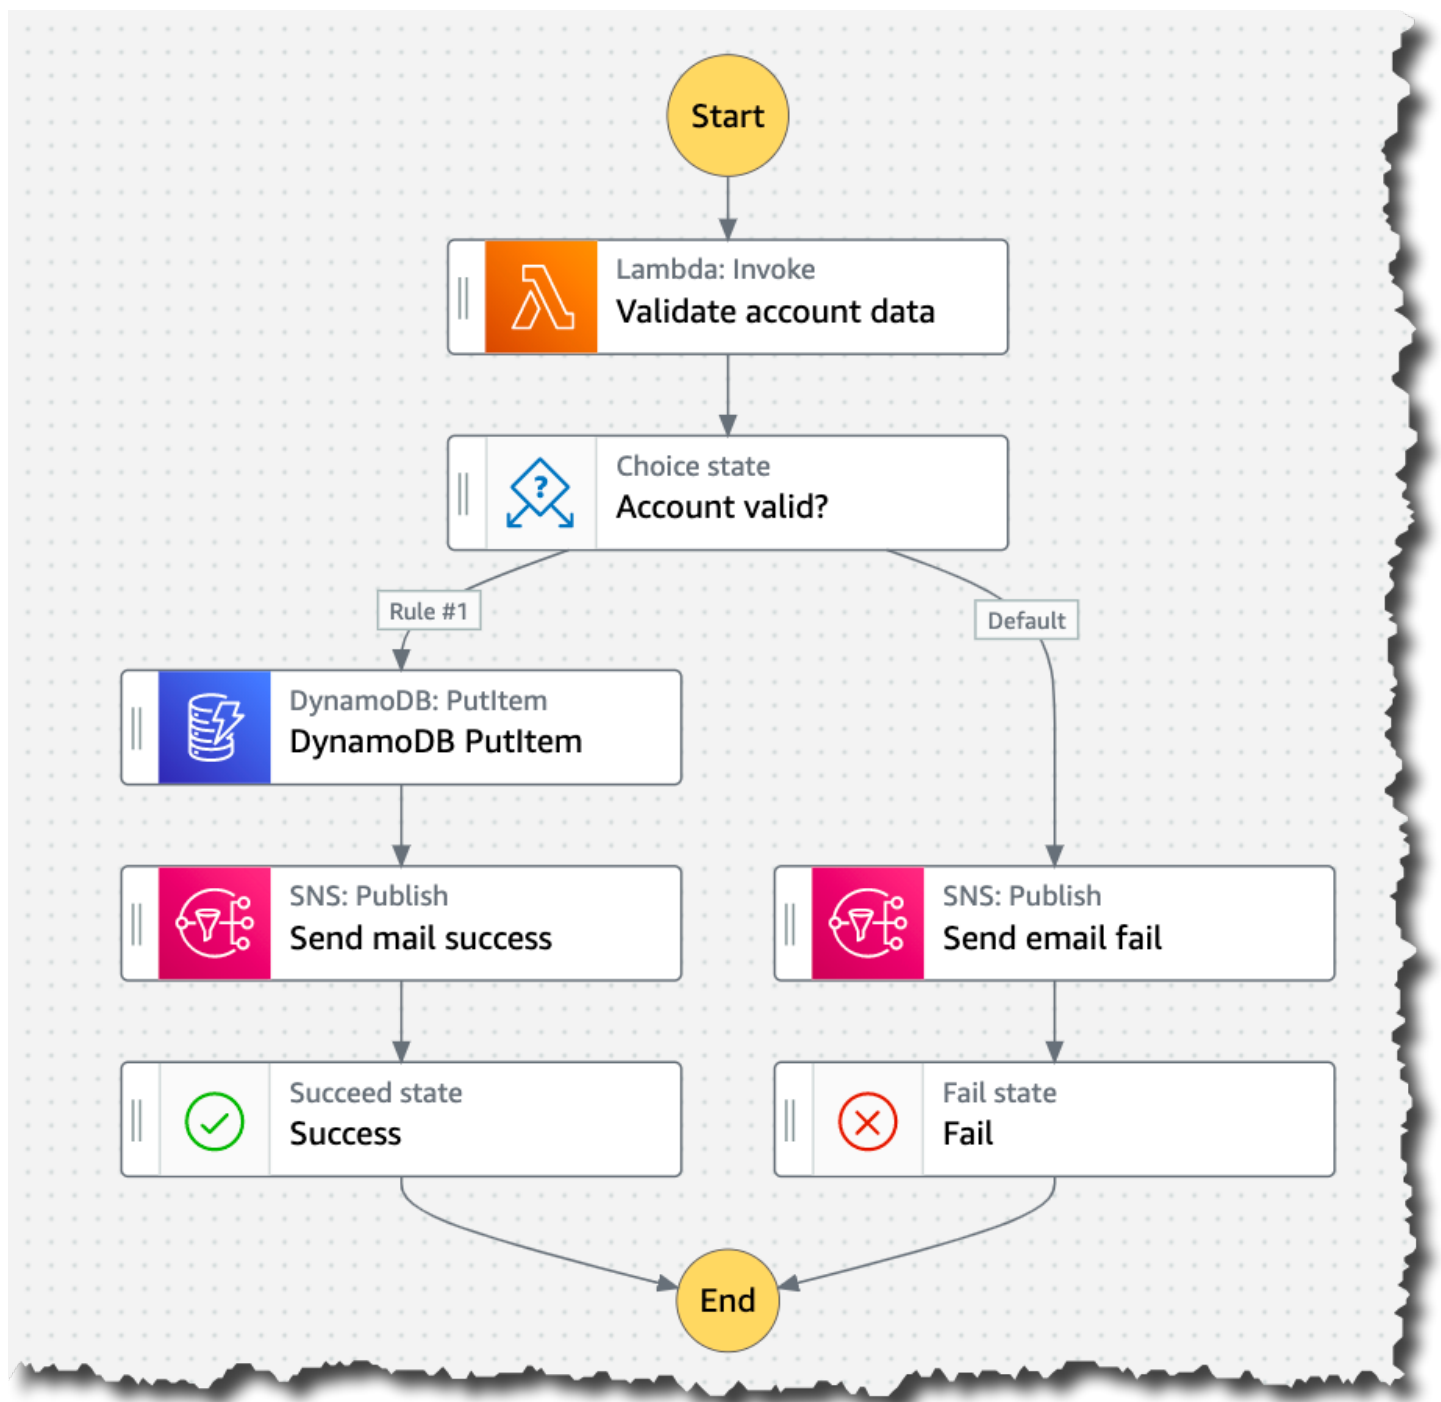 Start
Lambda: Invoke
Validate account data
Choice state
?
Account valid?
Rule #1
Default
DynamoDB: PutItem
DynamoDB PutItem
SNS: Publish
Send mail success
SNS: Publish
Send email fail
Succeed state
Success
Fail state
Fail
End